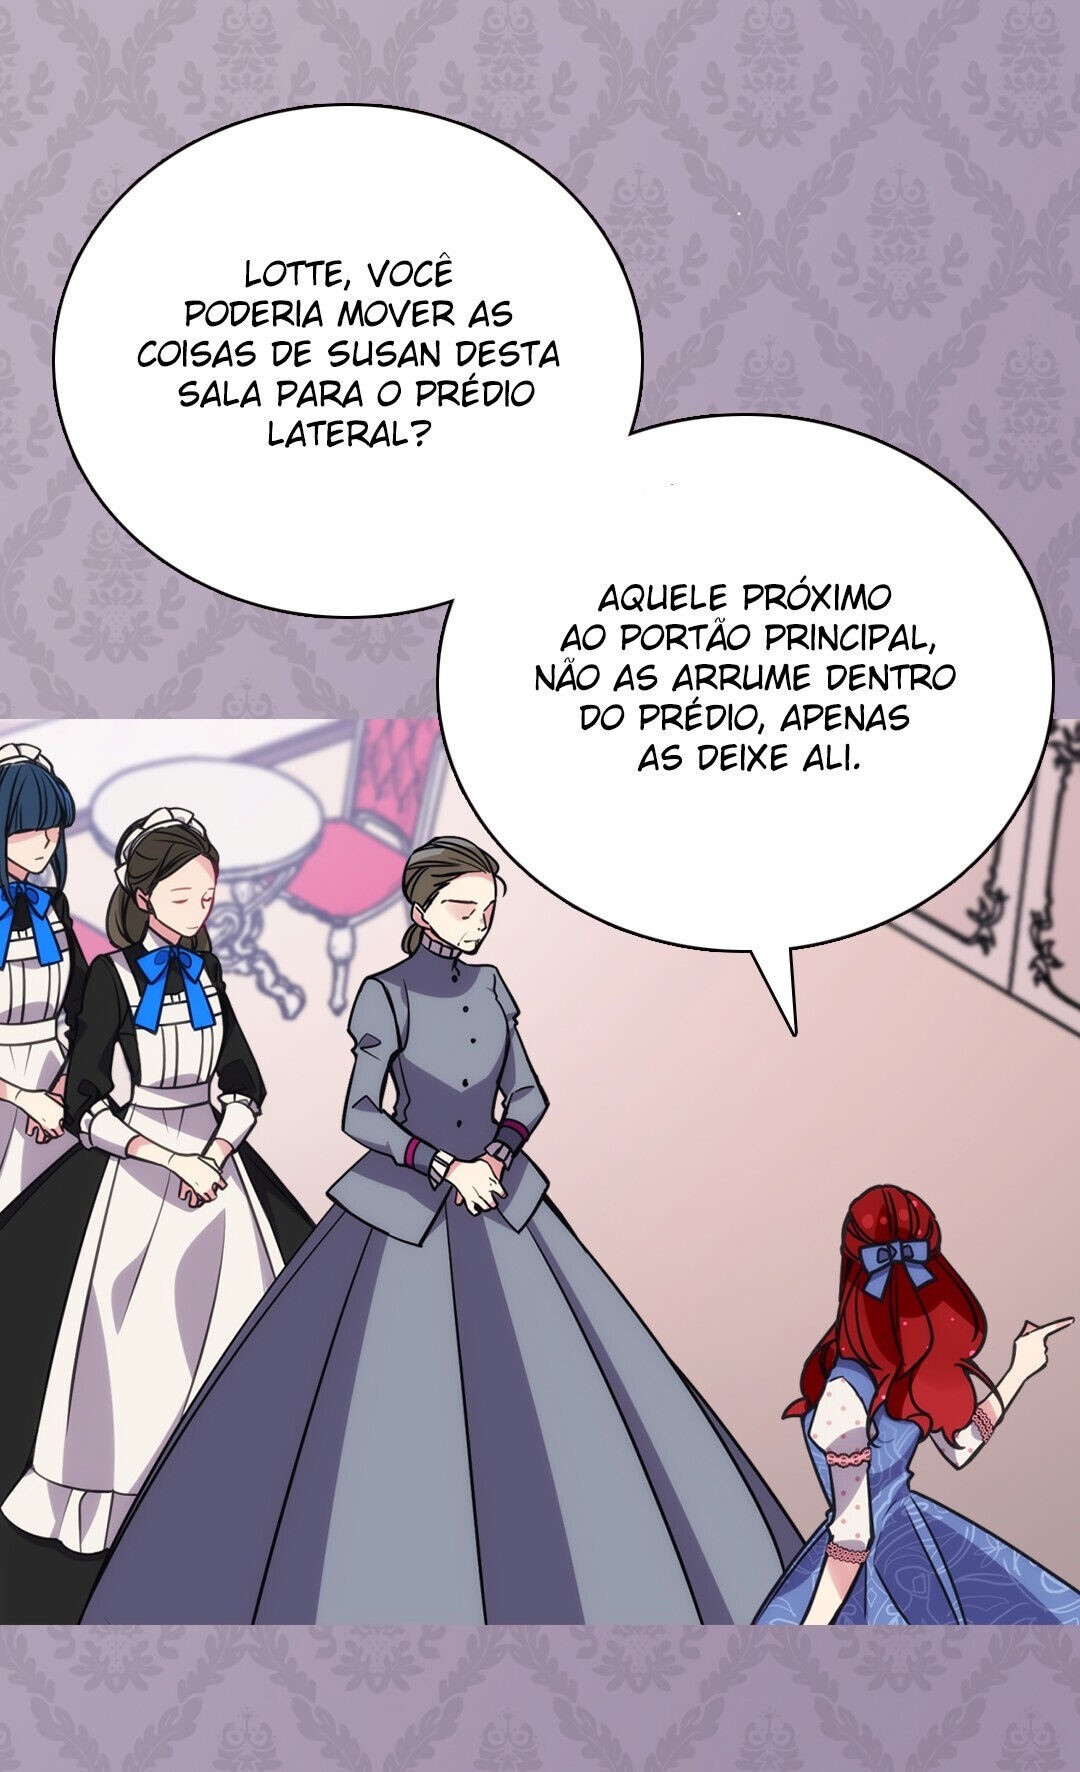 LOTTE, VOCÊ
PODERIA MOVER AS
COISAS DE SUSAN DESTA
SALA PARA O PRÉDIO
LATERAL?
AQUELE PRÓXIMO
AO PORTÃO PRINCIPAL,
NÃO AS ARRUME DENTRO
DO PRÉDIO, APENAS
AS DEIXE ALI.